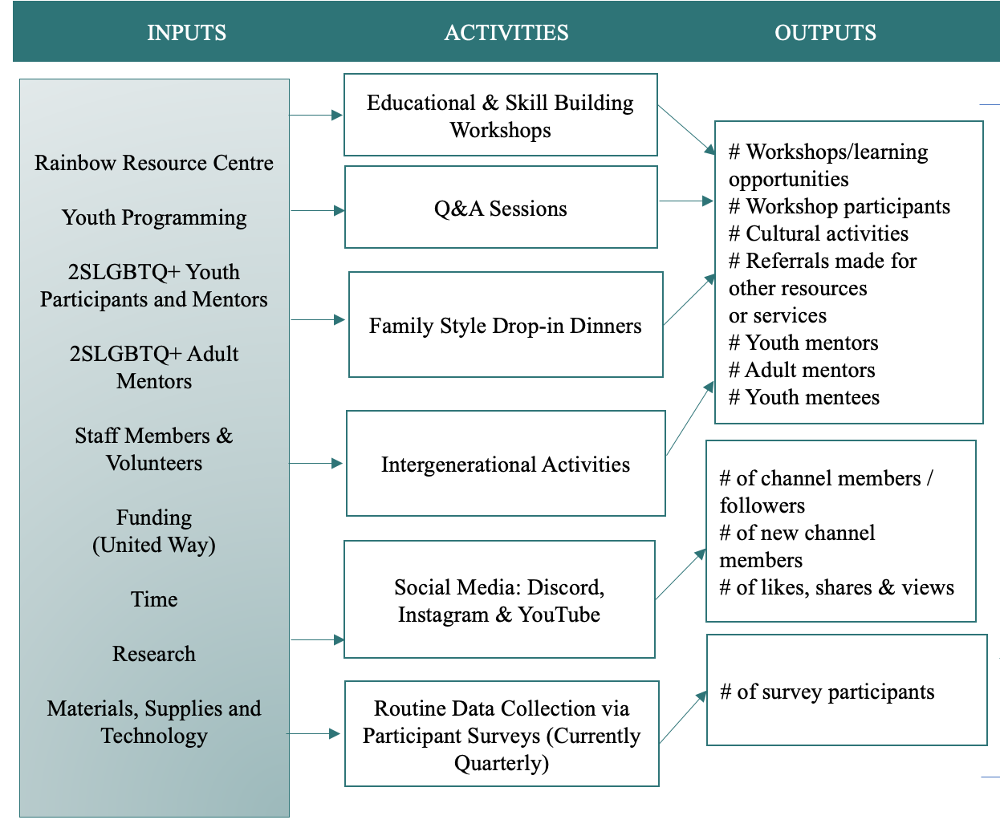 INPUTS
ACTIVITIES
OUTPUTS
Rainbow Resource Centre
Youth Programming
2SLGBTQ+ Youth
Participants and Mentors
2SLGBTQ+ Adult
Mentors
Staff Members &
Volunteers
Funding
(United Way)
Time
Research
Materials, Supplies and
Technology
Educational & Skill Building
Workshops
Q&A Sessions
Family Style Drop-in Dinners
Intergenerational Activities
Social Media: Discord,
Instagram & YouTube
Routine Data Collection via
Participant Surveys (Currently
Quarterly)
# Workshops/learning
opportunities
# Workshop participants
# Cultural activities
# Referrals made for
other resources
or services
# Youth mentors
# Adult mentors
# Youth mentees
# of channel members /
followers
# of new channel
members
# of likes, shares & views
# of survey participants